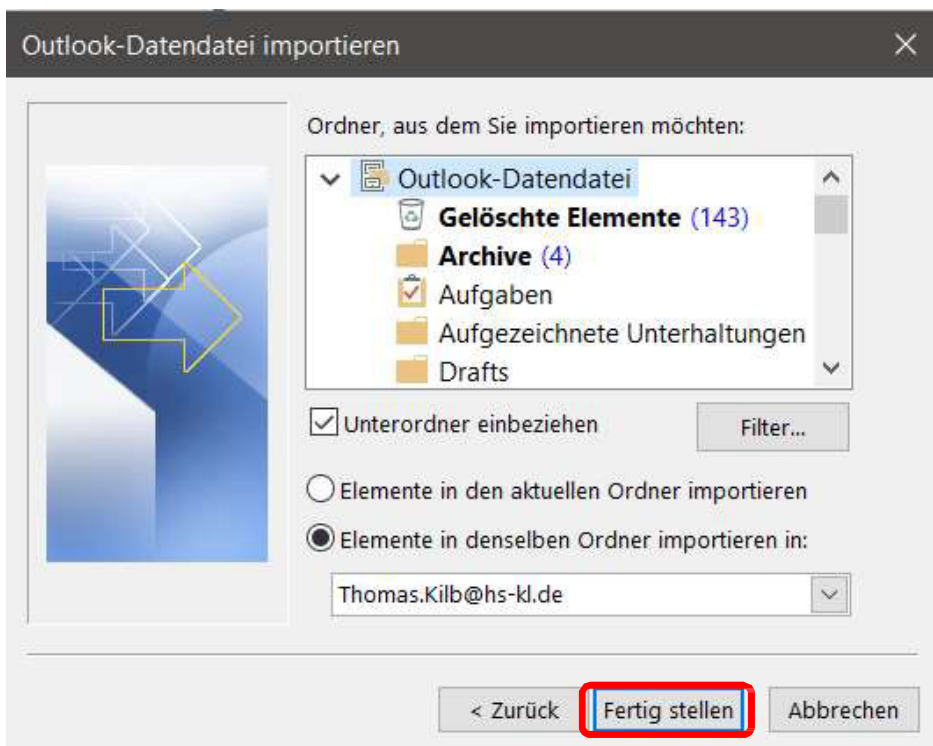 Outlook-Datendatei importieren
Ordner, aus dem Sie importieren möchten:
Outlook-Datendatei
Gelöschte Elemente (143)
Archive (4)
Aufgaben
Aufgezeichnete Unterhaltungen
Drafts
Unterordner einbeziehen
Filter...
Elemente in den aktuellen Ordner importieren
Elemente in denselben Ordner importieren in:
Thomas.Kilb@hs-kl.de
< Zurück Fertig stellen Abbrechen